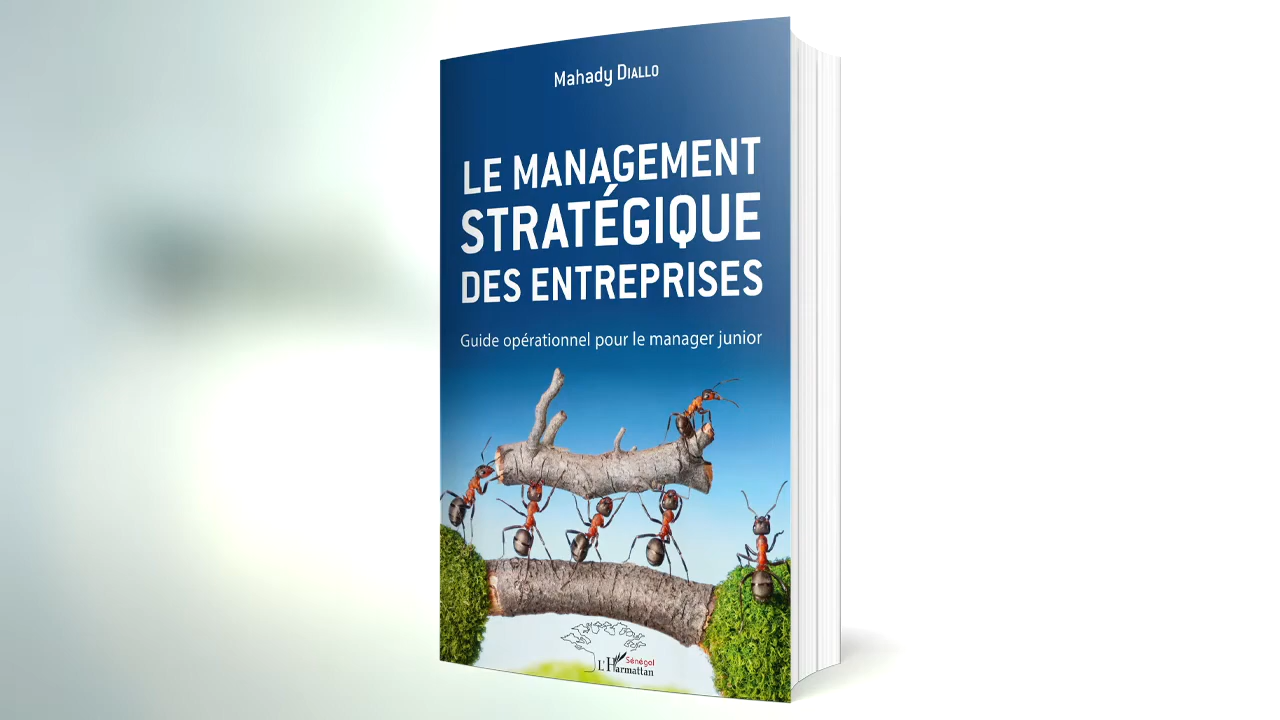 Mahady DIALLO
LE MANAGEMENT
STRATÉGIQUE
DES ENTREPRISES
Guide opérationnel pour le manager junior
Sénégal
L'Harmattan